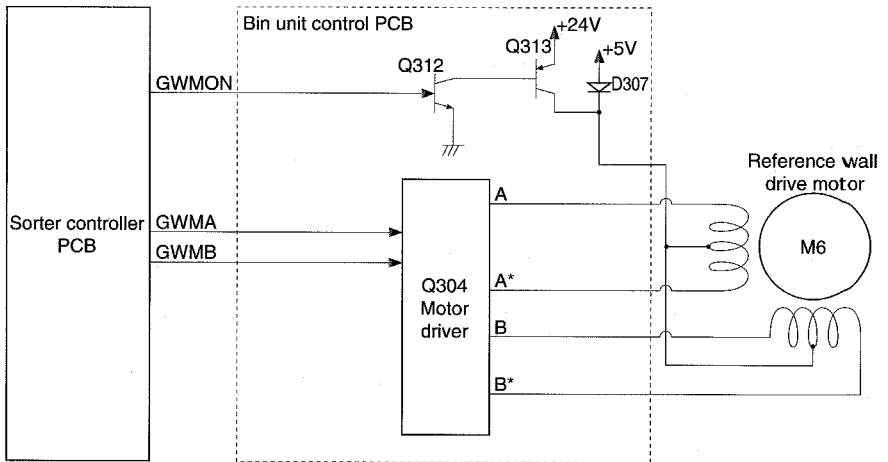 Bin unit control PCB
+24V
Q313
+5V
Q312
D307
GWMON
Reference wall
drive motor
A
Sorter controller
PCB
GWMA
GWMB
M6
Q304
Motor
driver
A*
B
B*